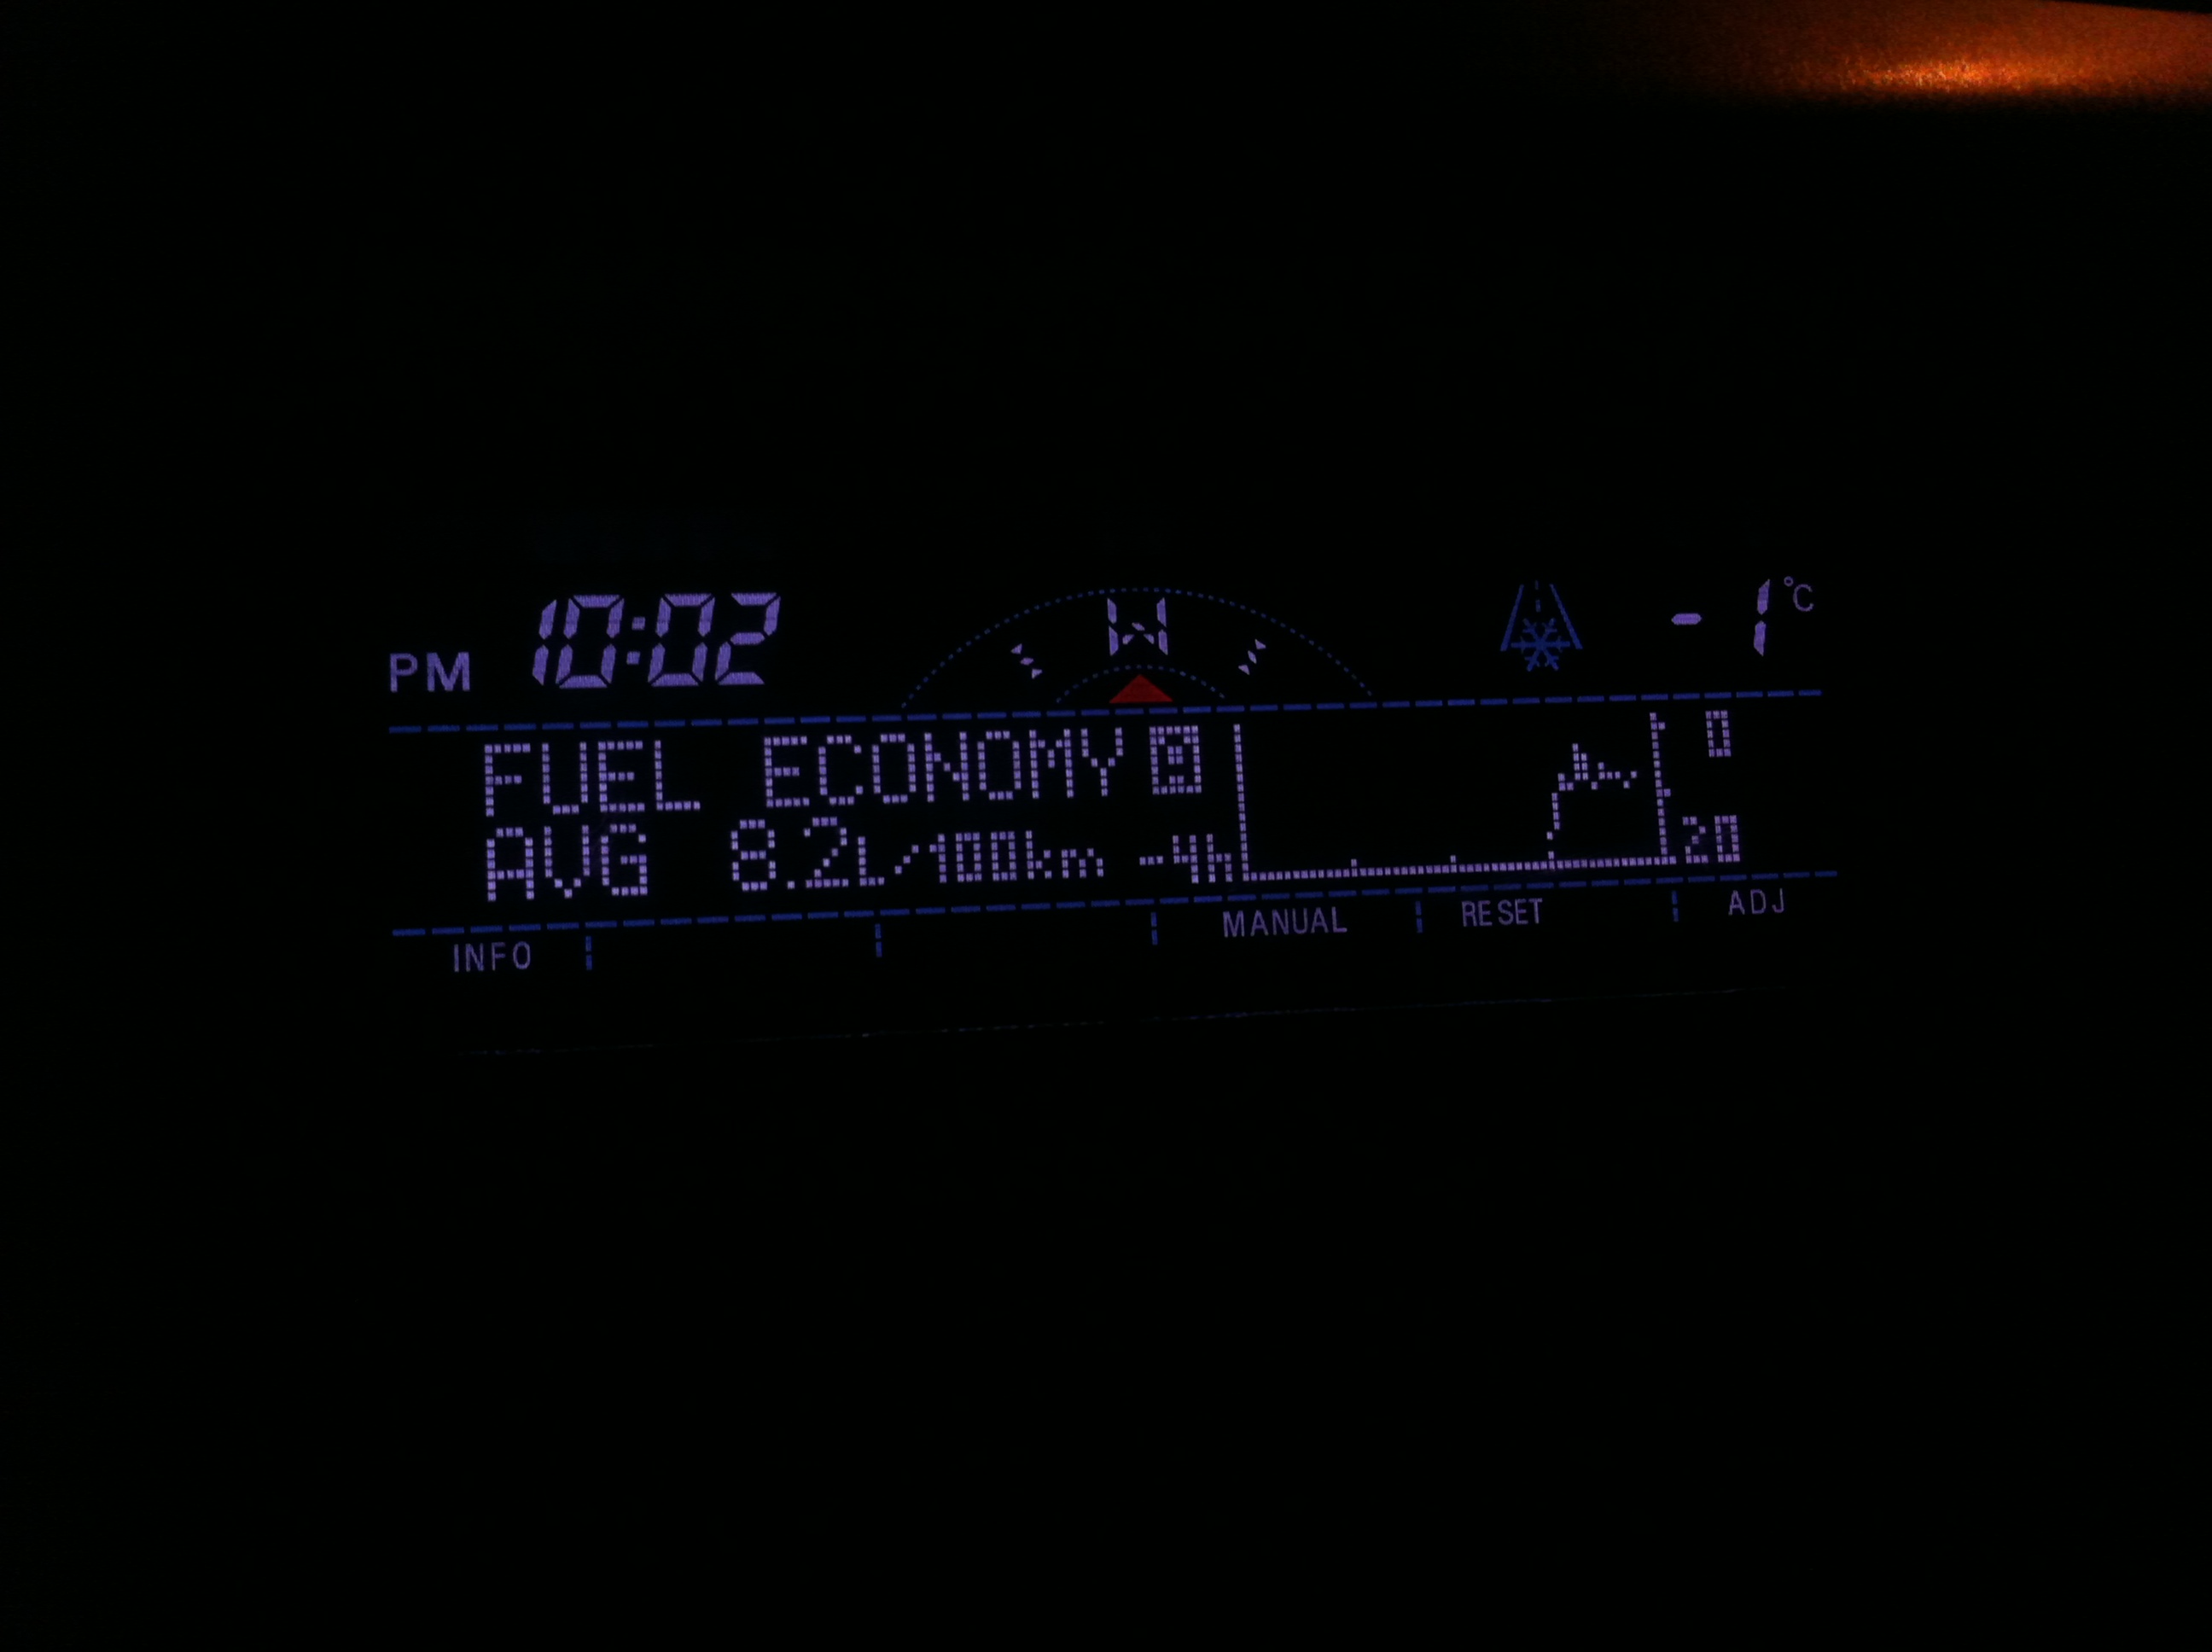 PM 10:02 W -1°C
FUEL ECONOMY 0
AVG 8.2L/100km -4h 20
INFO MANUAL RESET ADJ